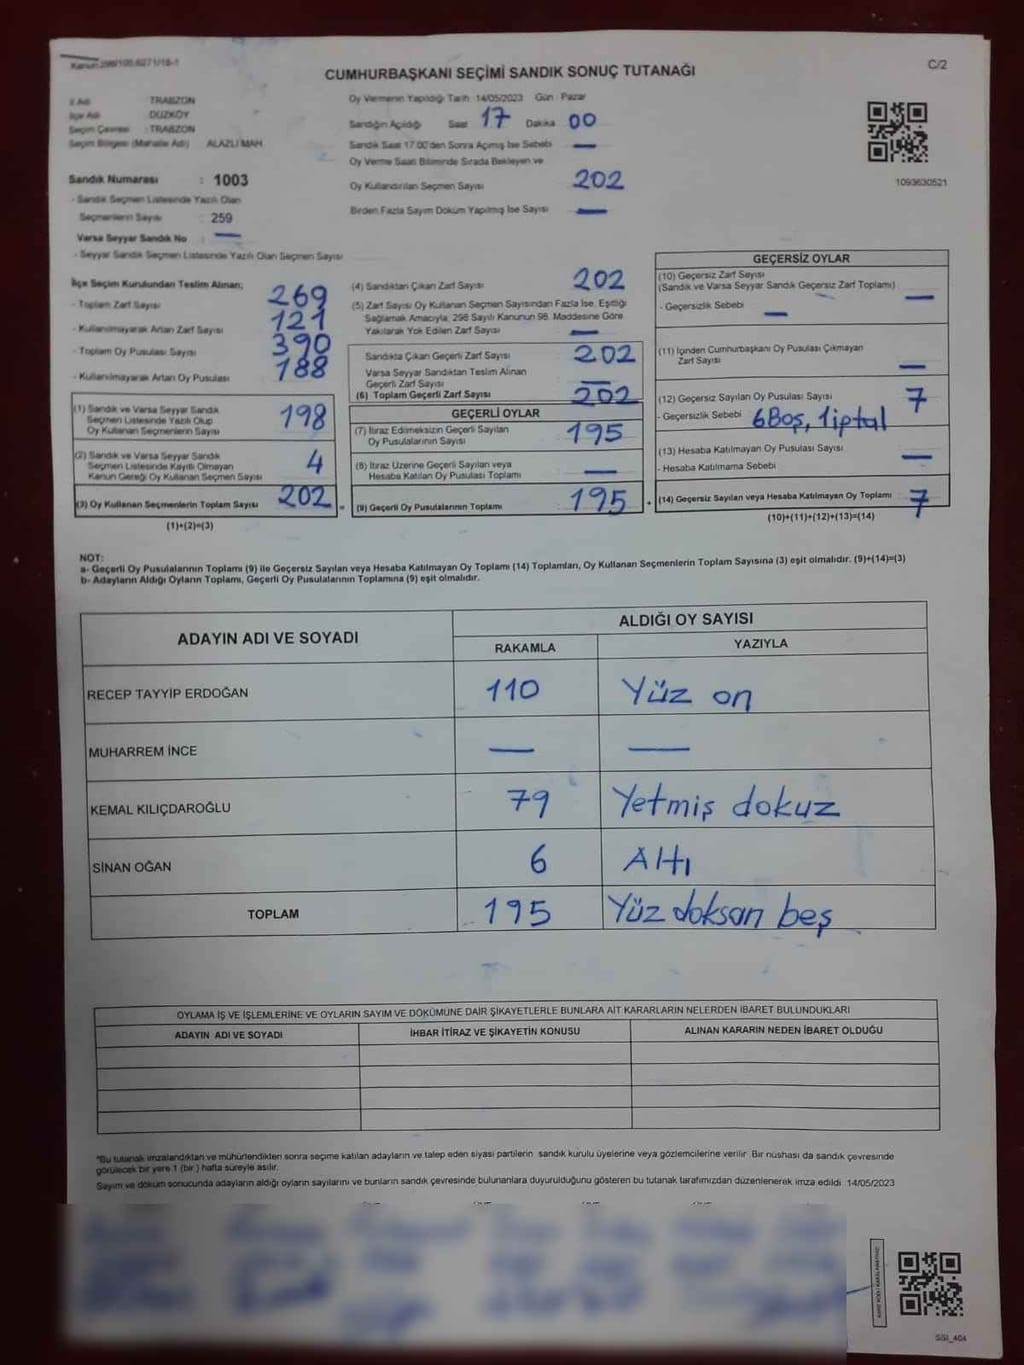 Kanun:298/105,6271/18-1
CUMHURBAŞKANI SEÇİMİ SANDIK SONUÇ TUTANAĞI
C/2
İl Adı : TRABZON
İlçe Adı : DÜZKÖY
Seçim Çevresi : TRABZON
Seçim Bölgesi (Mahalle Adı) ALAZLI MAH.
Sandık Numarası : 1003
- Sandık Seçmen Listesinde Yazılı Olan
Seçmenlerin Sayısı : 259
Varsa Seyyar Sandık No : —
- Seyyar Sandık Seçmen Listesinde Yazılı Olan Seçmen Sayısı
Oy Vermenin Yapıldığı Tarih : 14/05/2023 Gün : Pazar
Sandığın Açıldığı Saat 17 Dakika 00
Sandık Saat 17.00'den Sonra Açılmış İse Sebebi —
Oy Verme Saati Bitiminde Sırada Bekleyen ve
Oy Kullandırılan Seçmen Sayısı 202
Birden Fazla Sayım Döküm Yapılmış İse Sayısı —
1093630521
İlçe Seçim Kurulundan Teslim Alınan;
- Toplam Zarf Sayısı 269
- Kullanılmayarak Artan Zarf Sayısı 121
- Toplam Oy Pusulası Sayısı 390
- Kullanılmayarak Artan Oy Pusulası 188
(1) Sandık ve Varsa Seyyar Sandık
Seçmen Listesinde Yazılı Olup
Oy Kullanan Seçmenlerin Sayısı 198
(2) Sandık ve Varsa Seyyar Sandık
Seçmen Listesinde Kayıtlı Olmayan
Kanun Gereği Oy Kullanan Seçmen Sayısı 4
(3) Oy Kullanan Seçmenlerin Toplam Sayısı 202
(1)+(2)=(3)
(4) Sandıktan Çıkan Zarf Sayısı 202
(5) Zarf Sayısı Oy Kullanan Seçmen Sayısından Fazla İse, Eşitliği
Sağlamak Amacıyla, 298 Sayılı Kanunun 98. Maddesine Göre
Yakılarak Yok Edilen Zarf Sayısı —
Sandıkta Çıkan Geçerli Zarf Sayısı 202
Varsa Seyyar Sandıktan Teslim Alınan
Geçerli Zarf Sayısı —
(6) Toplam Geçerli Zarf Sayısı 202
GEÇERLİ OYLAR
(7) İtiraz Edilmeksizin Geçerli Sayılan
Oy Pusulalarının Sayısı 195
(8) İtiraz Üzerine Geçerli Sayılan veya
Hesaba Katılan Oy Pusulası Toplamı —
= (9) Geçerli Oy Pusulalarının Toplamı 195 +
GEÇERSİZ OYLAR
(10) Geçersiz Zarf Sayısı
(Sandık ve Varsa Seyyar Sandık Geçersiz Zarf Toplamı) —
- Geçersizlik Sebebi —
(11) İçinden Cumhurbaşkanı Oy Pusulası Çıkmayan
Zarf Sayısı —
(12) Geçersiz Sayılan Oy Pusulası Sayısı 7
- Geçersizlik Sebebi 6Boş, 1iptal
(13) Hesaba Katılmayan Oy Pusulası Sayısı —
- Hesaba Katılmama Sebebi
(14) Geçersiz Sayılan veya Hesaba Katılmayan Oy Toplamı 7
(10)+(11)+(12)+(13)=(14)
NOT:
a- Geçerli Oy Pusulalarının Toplamı (9) ile Geçersiz Sayılan veya Hesaba Katılmayan Oy Toplamı (14) Toplamları, Oy Kullanan Seçmenlerin Toplam Sayısına (3) eşit olmalıdır. (9)+(14)=(3)
b- Adayların Aldığı Oyların Toplamı, Geçerli Oy Pusulalarının Toplamına (9) eşit olmalıdır.
ADAYIN ADI VE SOYADI ALDIĞI OY SAYISI
RAKAMLA YAZIYLA
RECEP TAYYİP ERDOĞAN 110 Yüz on
MUHARREM İNCE — —
KEMAL KILIÇDAROĞLU 79 Yetmiş dokuz
SİNAN OĞAN 6 Altı
TOPLAM 195 Yüz doksan beş
OYLAMA İŞ VE İŞLEMLERİNE VE OYLARIN SAYIM VE DÖKÜMÜNE DAİR ŞİKAYETLERLE BUNLARA AİT KARARLARIN NELERDEN İBARET BULUNDUKLARI
ADAYIN ADI VE SOYADI İHBAR İTİRAZ VE ŞİKAYETİN KONUSU ALINAN KARARIN NEDEN İBARET OLDUĞU
*Bu tutanak imzalandıktan ve mühürlendikten sonra seçime katılan adayların ve talep eden siyasi partilerin sandık kurulu üyelerine veya gözlemcilerine verilir. Bir nüshası da sandık çevresinde
görülecek bir yere 1 (bir) hafta süreyle asılır.
Sayım ve döküm sonucunda adayların aldığı oyların sayılarını ve bunların sandık çevresinde bulunanlara duyurulduğunu gösteren bu tutanak tarafımızdan düzenlenerek imza edildi. 14/05/2023
SSI_404